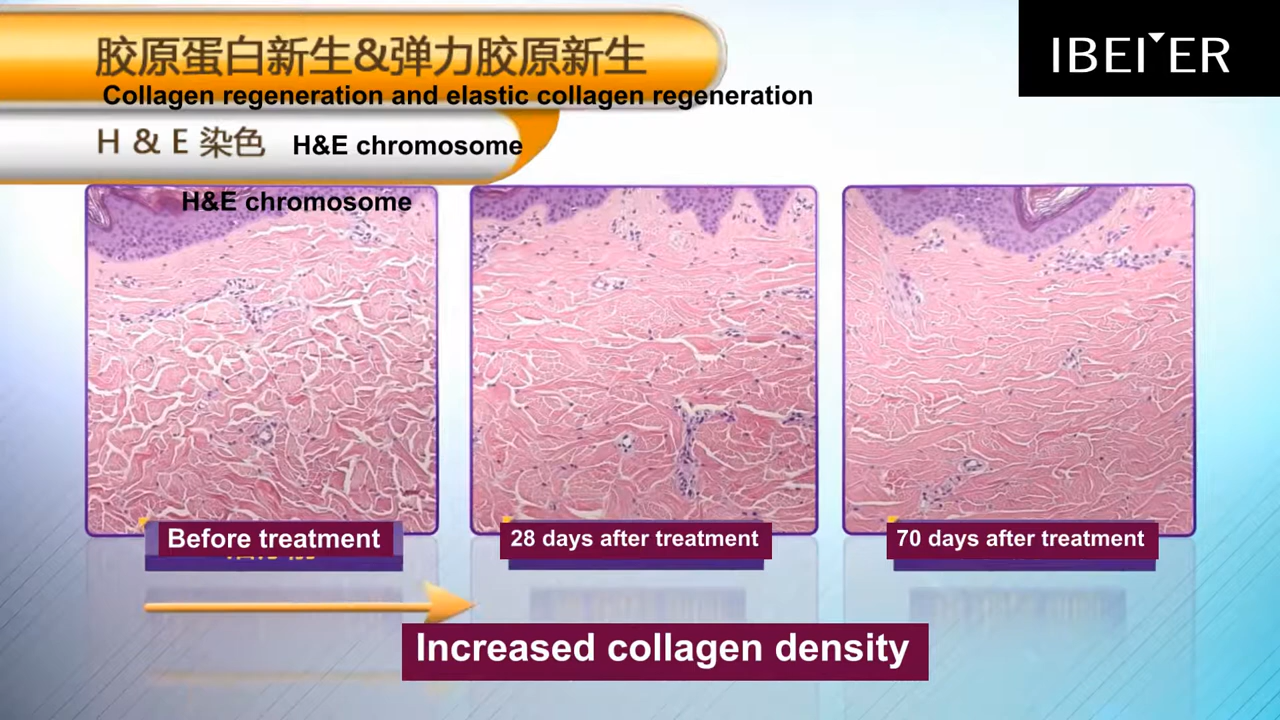 胶原蛋白新生&弹力胶原新生
IBEIER
Collagen regeneration and elastic collagen regeneration
H & E 染色
H&E chromosome
H&E chromosome
Before treatment
28 days after treatment
70 days after treatment
Increased collagen density